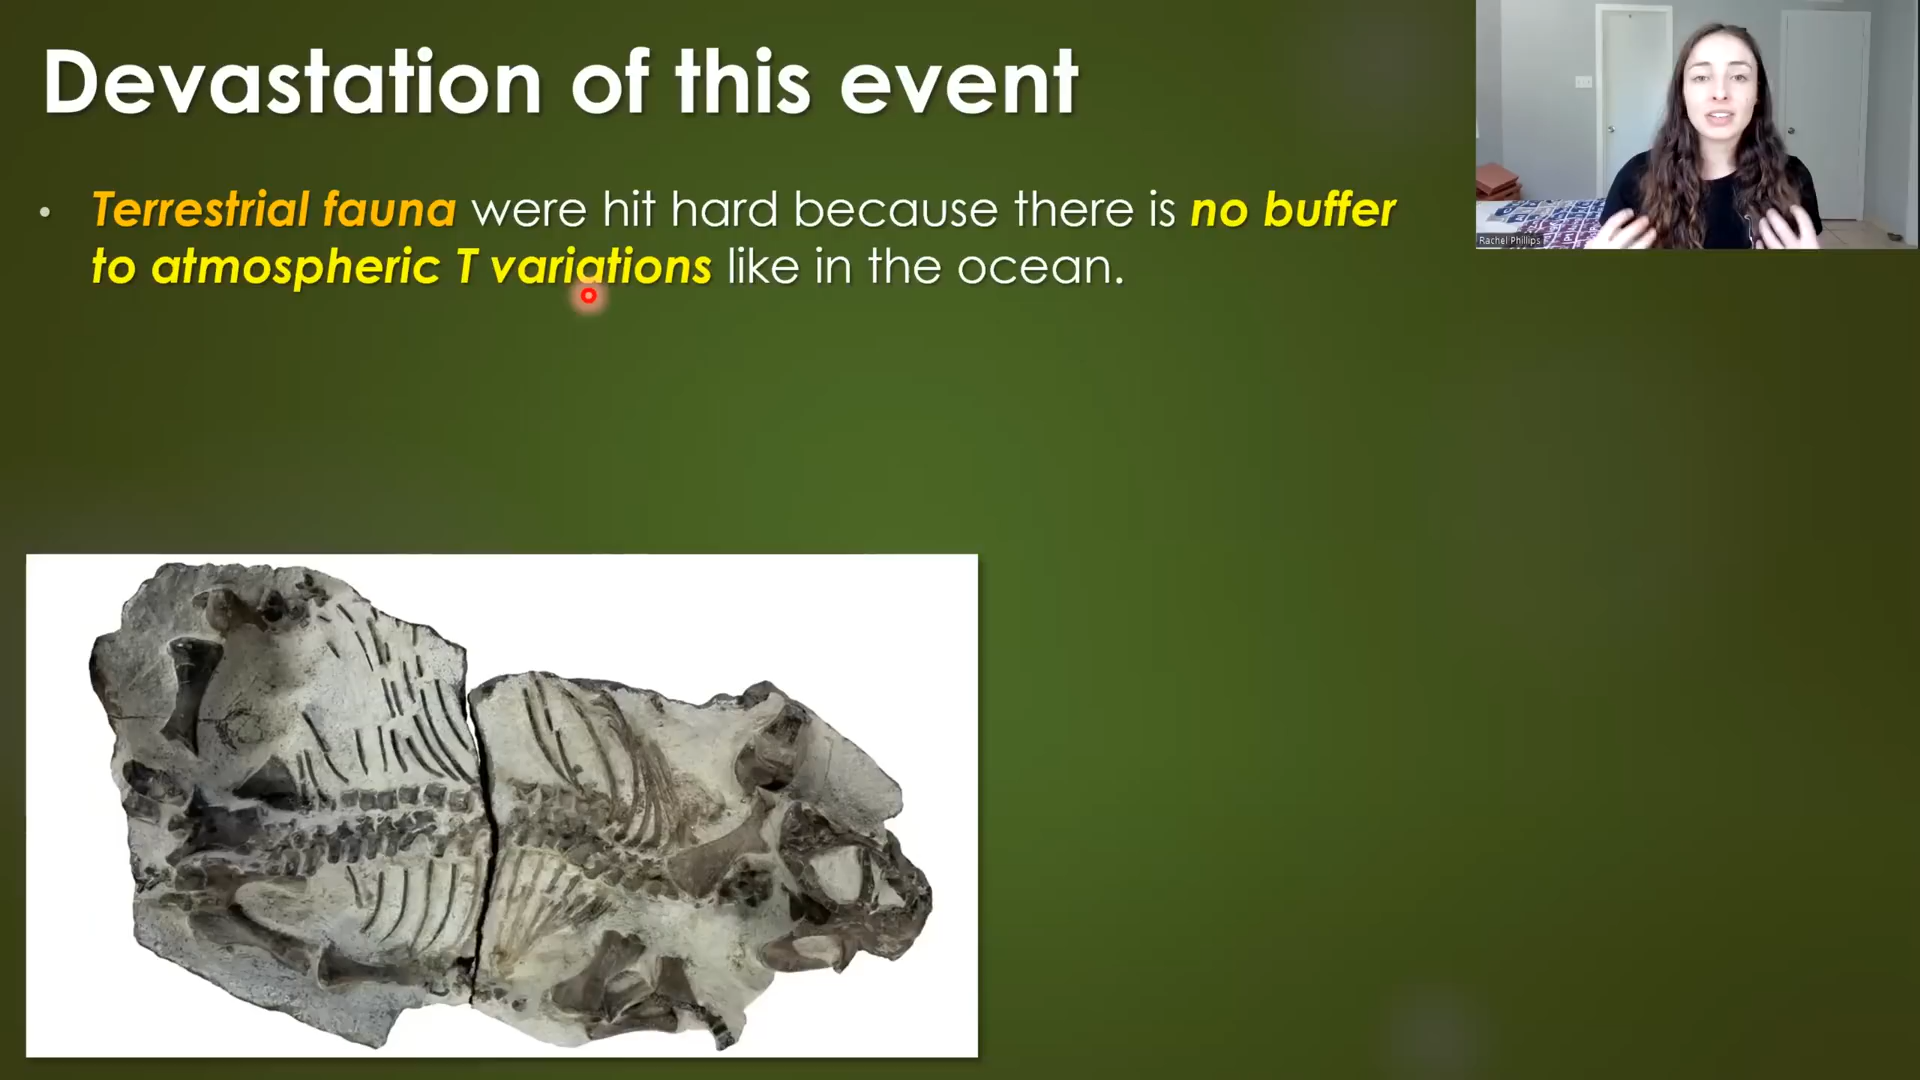 Devastation of this event
• Terrestrial fauna were hit hard because there is no buffer
to atmospheric T variations like in the ocean.
Rachel Phillips